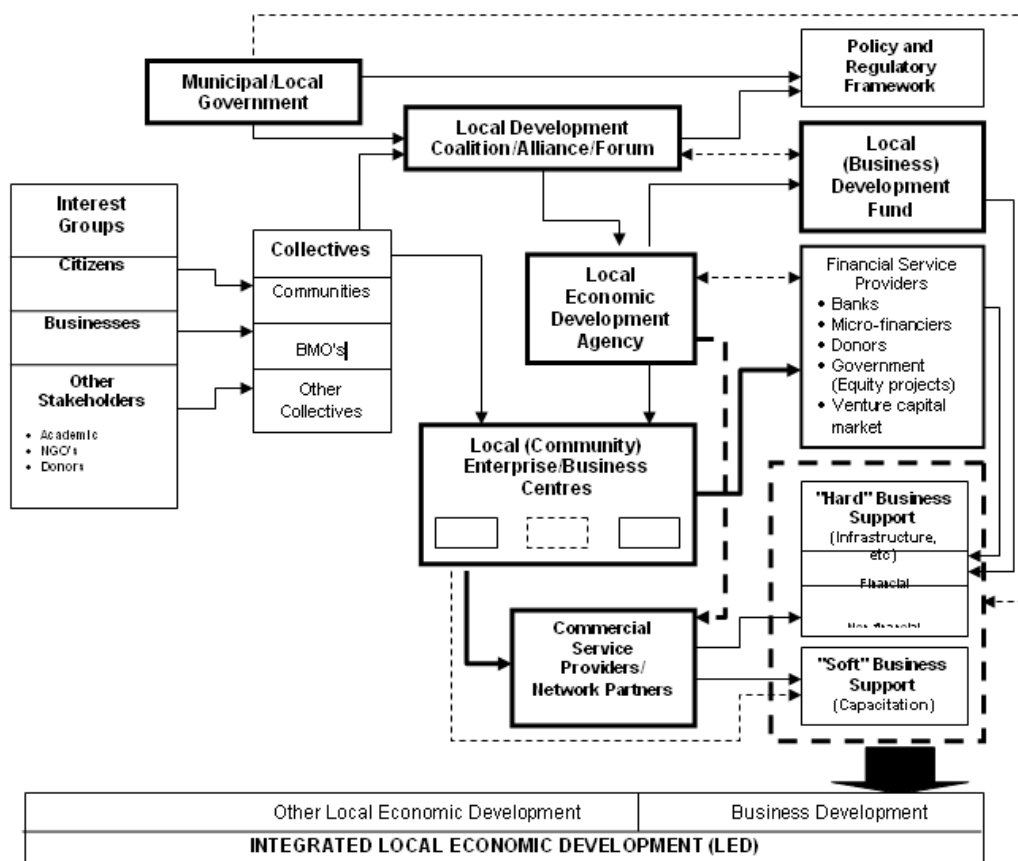 Municipal/Local
Government
Policy and
Regulatory
Framework
Local Development
Coalition/Alliance/Forum
Local
(Business)
Development
Fund
Interest
Groups
Citizens
Businesses
Other
Stakeholders
• Academic
• NGO's
• Donors
Collectives
Communities
BMO's
Other
Collectives
Local
Economic
Development
Agency
Financial Service
Providers
• Banks
• Micro-financiers
• Donors
• Government
(Equity projects)
• Venture capital
market
Local (Community)
Enterprise/Business
Centres
"Hard" Business
Support
(Infrastructure,
etc)
Financial
Non-financial
Commercial
Service
Providers/
Network Partners
"Soft" Business
Support
(Capacitation)
Other Local Economic Development
Business Development
INTEGRATED LOCAL ECONOMIC DEVELOPMENT (LED)